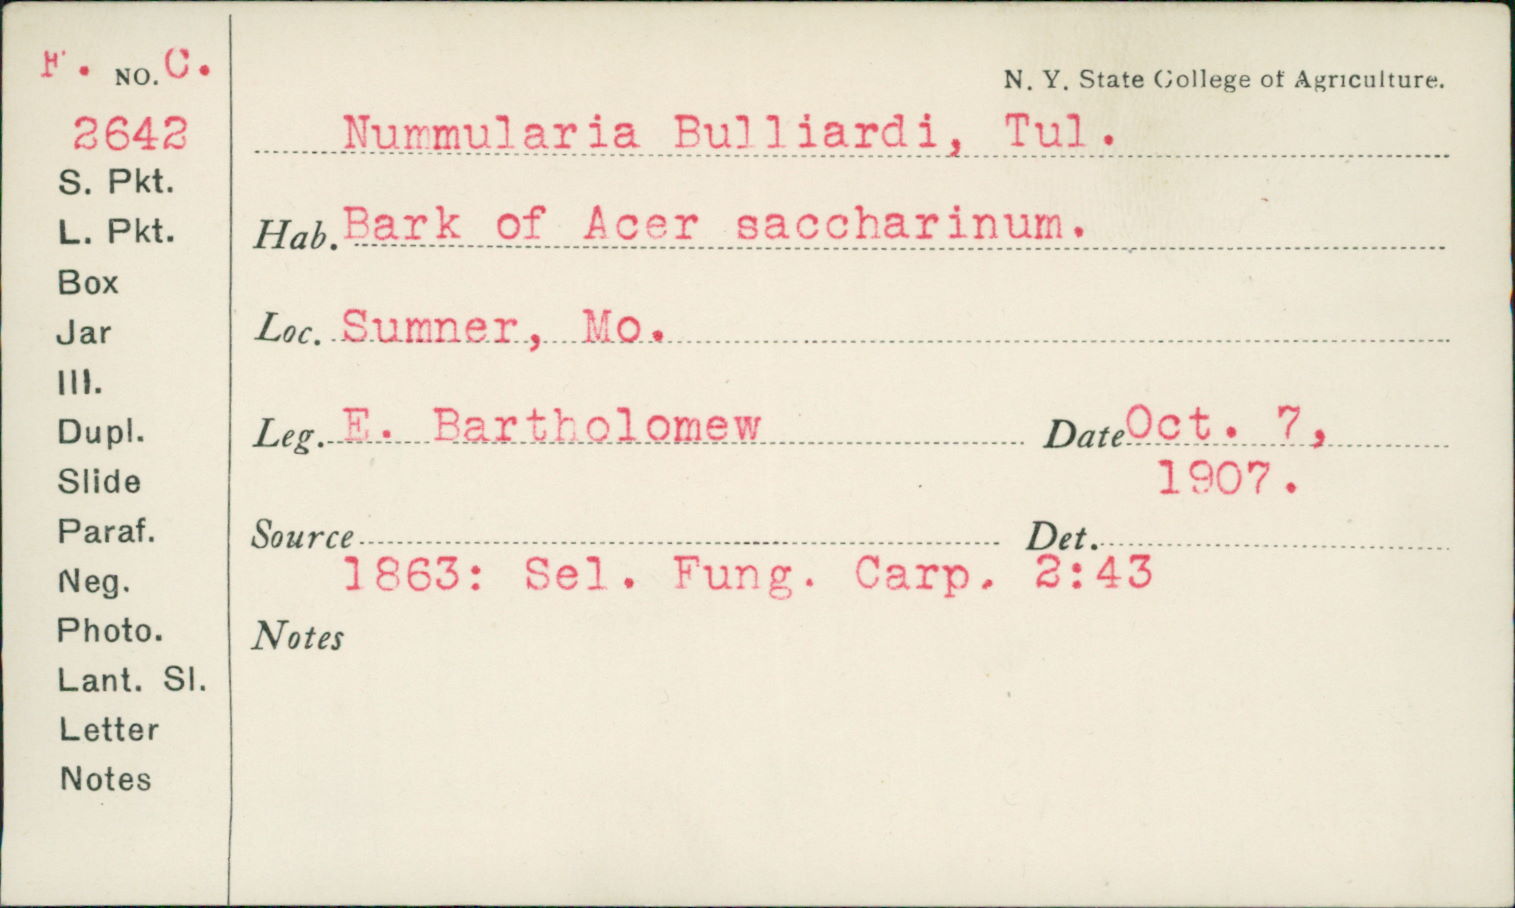 F. NO. C.
2642
S. Pkt.
L. Pkt.
Box
Jar
Ill.
Dupl.
Slide
Paraf.
Neg.
Photo.
Lant. Sl.
Letter
Notes
N. Y. State College of Agriculture.
Nummularia Bulliardi, Tul.
Hab. Bark of Acer saccharinum.
Loc. Sumner, Mo.
Leg. E. Bartholomew Date Oct. 7,
1907.
Source Det.
1863: Sel. Fung. Carp. 2:43
Notes